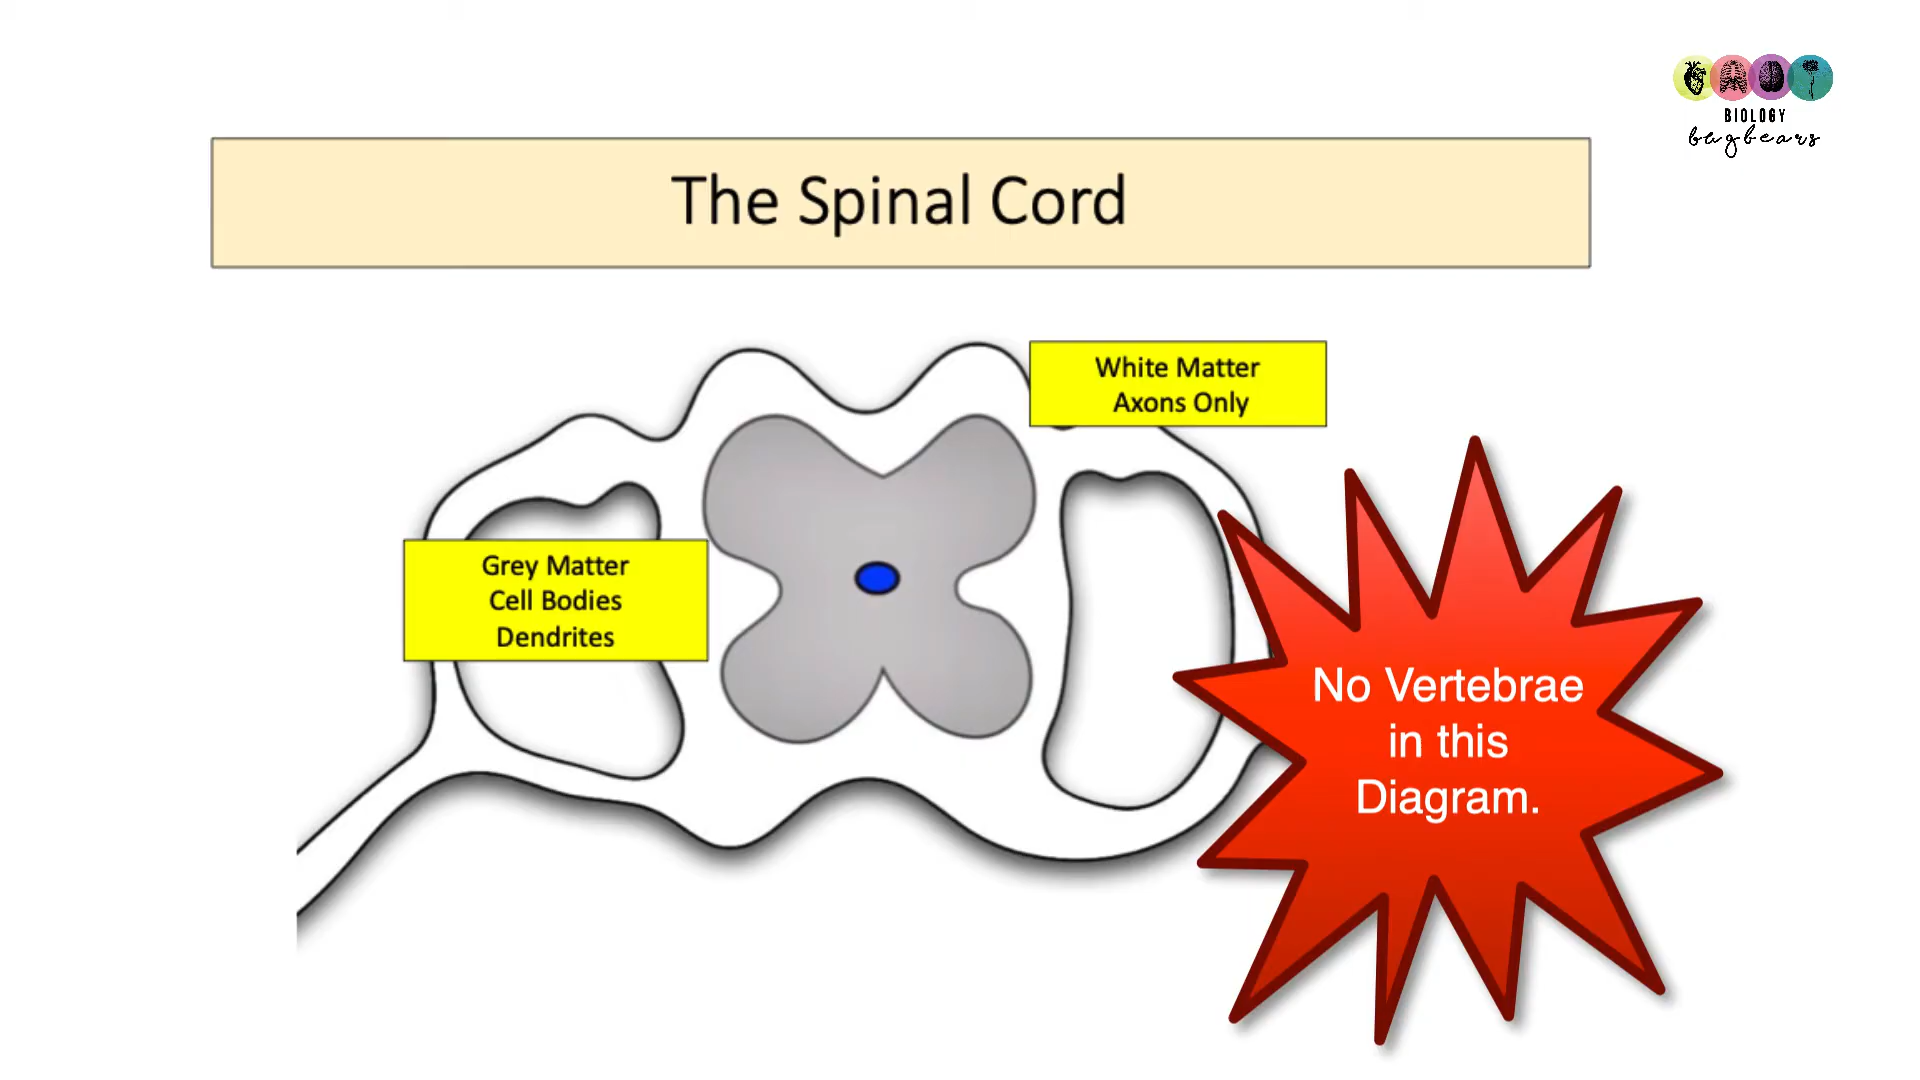 BIOLOGY
bugbears
The Spinal Cord
White Matter
Axons Only
Grey Matter
Cell Bodies
Dendrites
No Vertebrae
in this
Diagram.